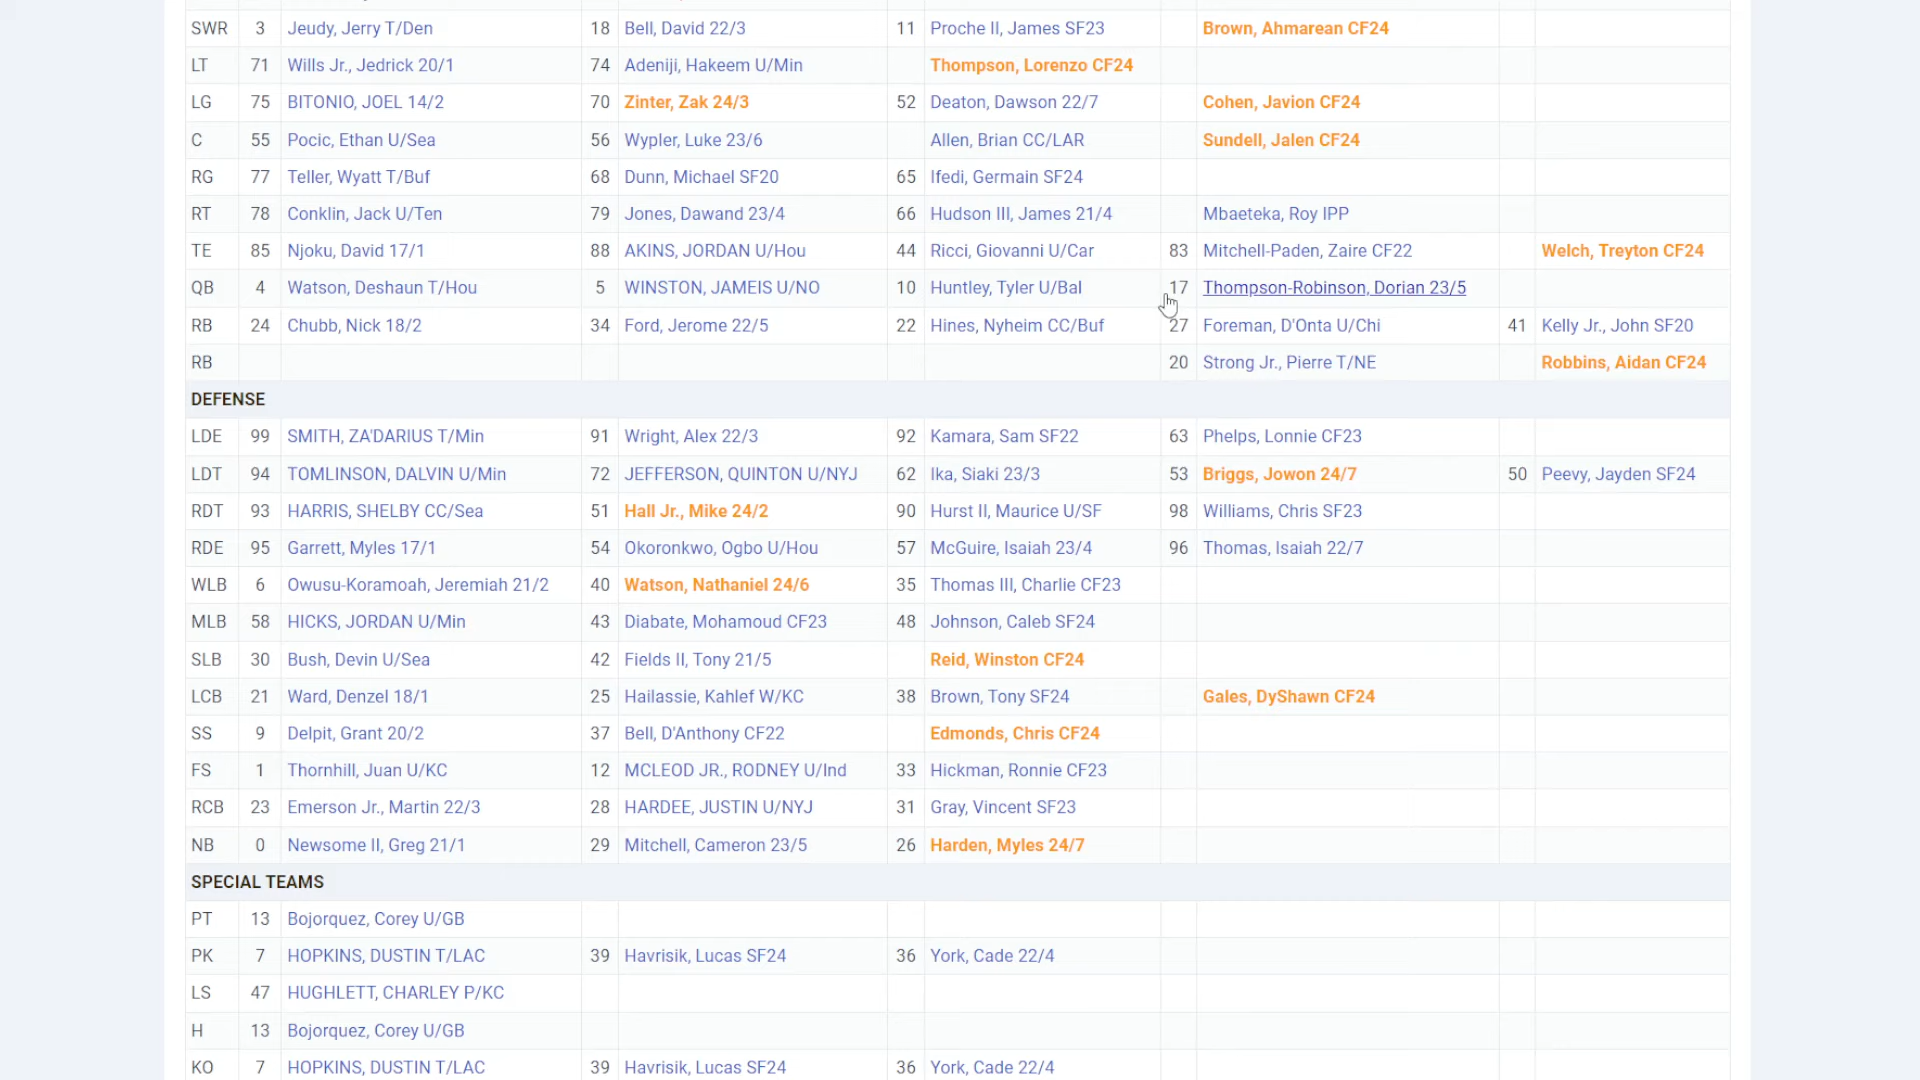 SWR 3 Jeudy, Jerry T/Den 18 Bell, David 22/3 11 Proche II, James SF23 Brown, Ahmarean CF24
LT 71 Wills Jr., Jedrick 20/1 74 Adeniji, Hakeem U/Min Thompson, Lorenzo CF24
LG 75 BITONIO, JOEL 14/2 70 Zinter, Zak 24/3 52 Deaton, Dawson 22/7 Cohen, Javion CF24
C 55 Pocic, Ethan U/Sea 56 Wypler, Luke 23/6 Allen, Brian CC/LAR Sundell, Jalen CF24
RG 77 Teller, Wyatt T/Buf 68 Dunn, Michael SF20 65 Ifedi, Germain SF24
RT 78 Conklin, Jack U/Ten 79 Jones, Dawand 23/4 66 Hudson III, James 21/4 Mbaeteka, Roy IPP
TE 85 Njoku, David 17/1 88 AKINS, JORDAN U/Hou 44 Ricci, Giovanni U/Car 83 Mitchell-Paden, Zaire CF22 Welch, Treyton CF24
QB 4 Watson, Deshaun T/Hou 5 WINSTON, JAMEIS U/NO 10 Huntley, Tyler U/Bal 17 Thompson-Robinson, Dorian 23/5
RB 24 Chubb, Nick 18/2 34 Ford, Jerome 22/5 22 Hines, Nyheim CC/Buf 27 Foreman, D'Onta U/Chi 41 Kelly Jr., John SF20
RB 20 Strong Jr., Pierre T/NE Robbins, Aidan CF24
DEFENSE
LDE 99 SMITH, ZA'DARIUS T/Min 91 Wright, Alex 22/3 92 Kamara, Sam SF22 63 Phelps, Lonnie CF23
LDT 94 TOMLINSON, DALVIN U/Min 72 JEFFERSON, QUINTON U/NYJ 62 Ika, Siaki 23/3 53 Briggs, Jowon 24/7 50 Peevy, Jayden SF24
RDT 93 HARRIS, SHELBY CC/Sea 51 Hall Jr., Mike 24/2 90 Hurst II, Maurice U/SF 98 Williams, Chris SF23
RDE 95 Garrett, Myles 17/1 54 Okoronkwo, Ogbo U/Hou 57 McGuire, Isaiah 23/4 96 Thomas, Isaiah 22/7
WLB 6 Owusu-Koramoah, Jeremiah 21/2 40 Watson, Nathaniel 24/6 35 Thomas III, Charlie CF23
MLB 58 HICKS, JORDAN U/Min 43 Diabate, Mohamoud CF23 48 Johnson, Caleb SF24
SLB 30 Bush, Devin U/Sea 42 Fields II, Tony 21/5 Reid, Winston CF24
LCB 21 Ward, Denzel 18/1 25 Hailassie, Kahlef W/KC 38 Brown, Tony SF24 Gales, DyShawn CF24
SS 9 Delpit, Grant 20/2 37 Bell, D'Anthony CF22 Edmonds, Chris CF24
FS 1 Thornhill, Juan U/KC 12 MCLEOD JR., RODNEY U/Ind 33 Hickman, Ronnie CF23
RCB 23 Emerson Jr., Martin 22/3 28 HARDEE, JUSTIN U/NYJ 31 Gray, Vincent SF23
NB 0 Newsome II, Greg 21/1 29 Mitchell, Cameron 23/5 26 Harden, Myles 24/7
SPECIAL TEAMS
PT 13 Bojorquez, Corey U/GB
PK 7 HOPKINS, DUSTIN T/LAC 39 Havrisik, Lucas SF24 36 York, Cade 22/4
LS 47 HUGHLETT, CHARLEY P/KC
H 13 Bojorquez, Corey U/GB
KO 7 HOPKINS, DUSTIN T/LAC 39 Havrisik, Lucas SF24 36 York, Cade 22/4